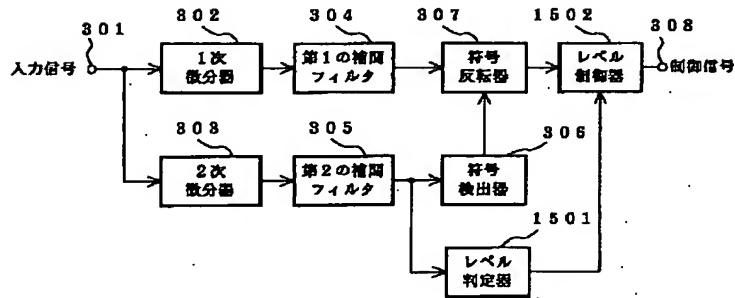 301
302
304
307
1502
308
入力信号
1次
微分器
第1の補間
フィルタ
符号
反転器
レベル
制御器
制御信号
303
305
306
2次
微分器
第2の補間
フィルタ
符号
検出器
1501
レベル
判定器